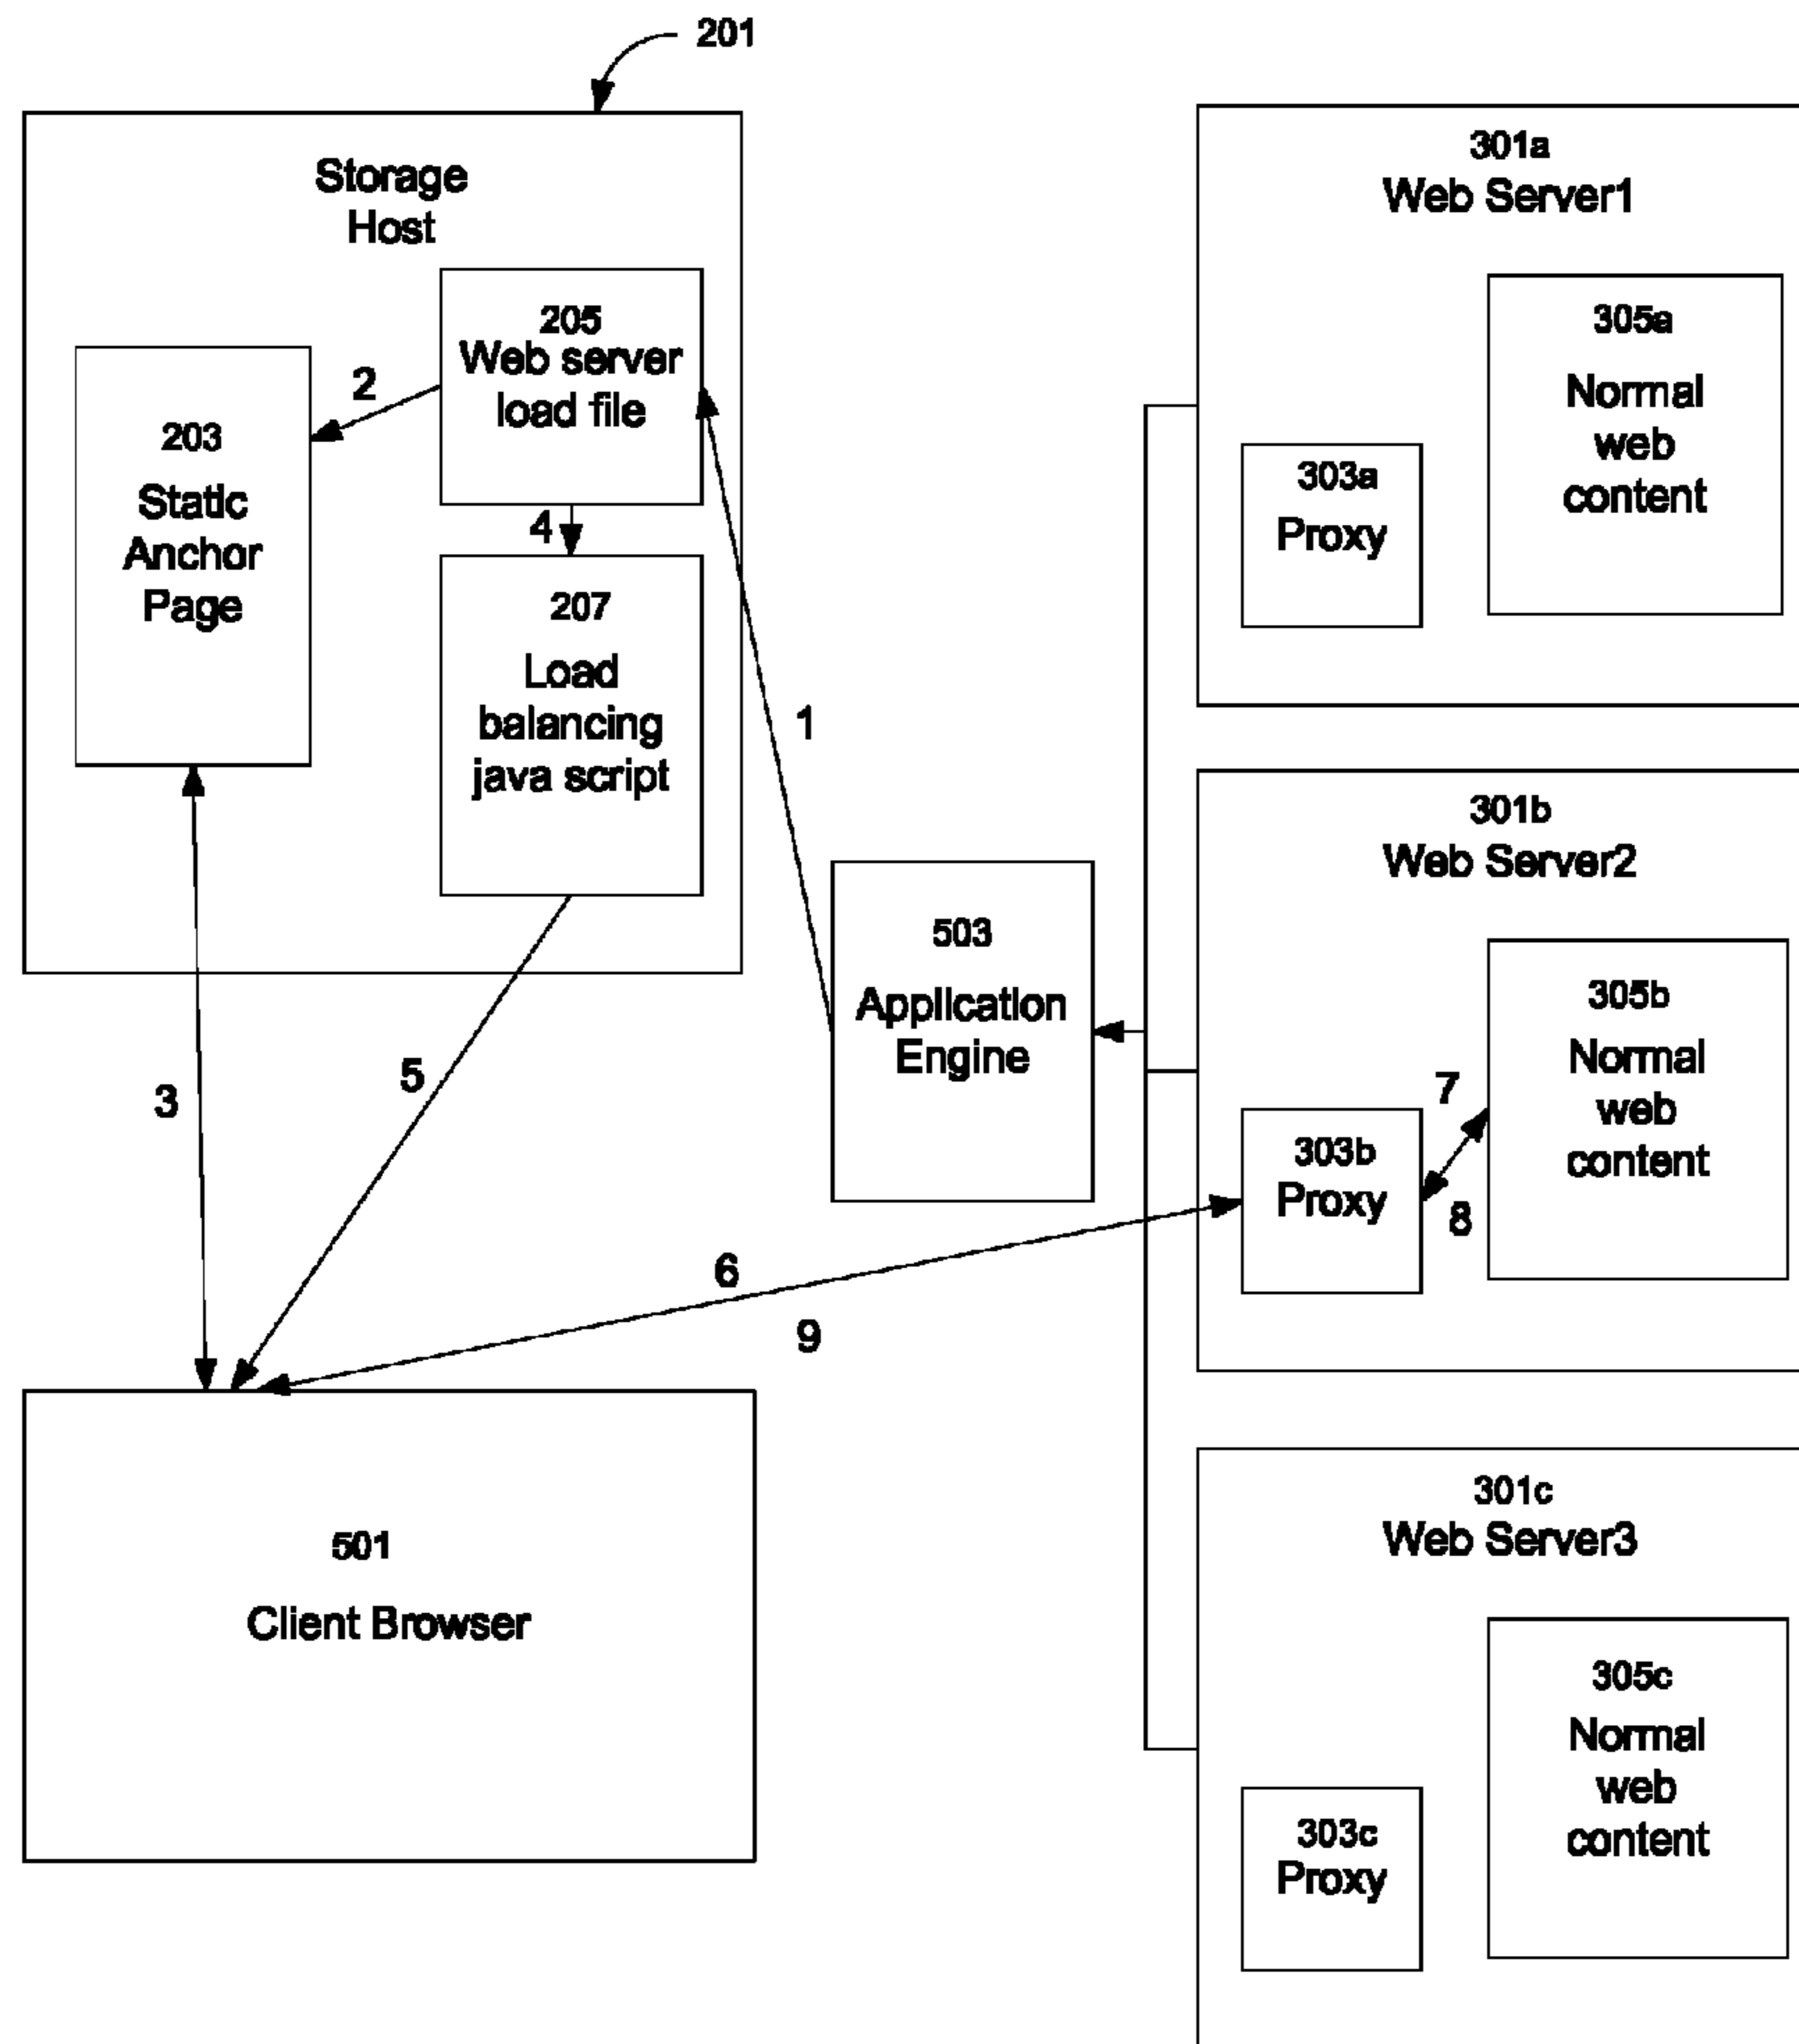 201
Storage
Host
205
Web server
load file
2
203
Static
Anchor
Page
4
207
Load
balancing
java script
1
3
5
503
Application
Engine
6
9
501
Client Browser
301a
Web Server1
305a
Normal
web
content
303a
Proxy
301b
Web Server2
305b
Normal
web
content
7
303b
Proxy
8
301c
Web Server3
305c
Normal
web
content
303c
Proxy